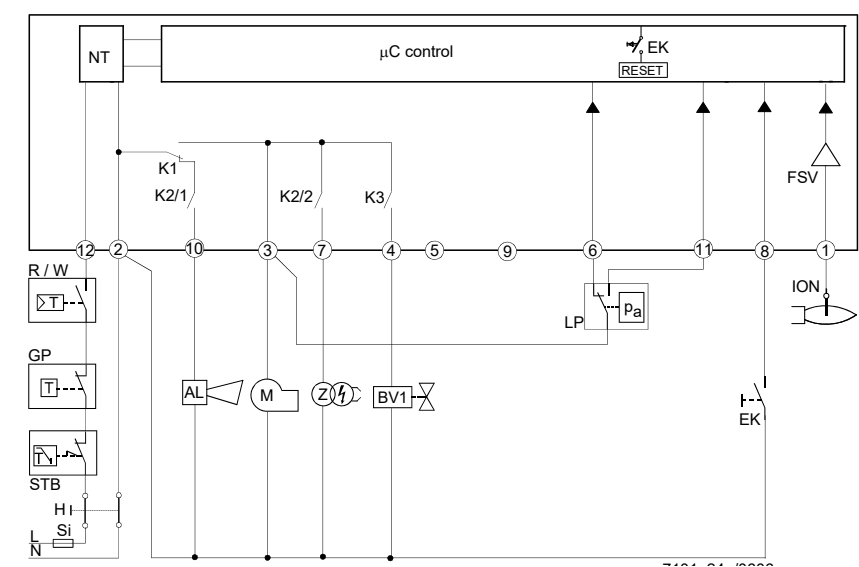 NT
μC control
EK
RESET
K1
FSV
K2/1
K2/2
K3
12
2
10
3
7
4
5
9
6
11
8
1
R / W
T
ION
LP
pa
GP
T
AL
M
Z
BV1
EK
STB
H
Si
L
N